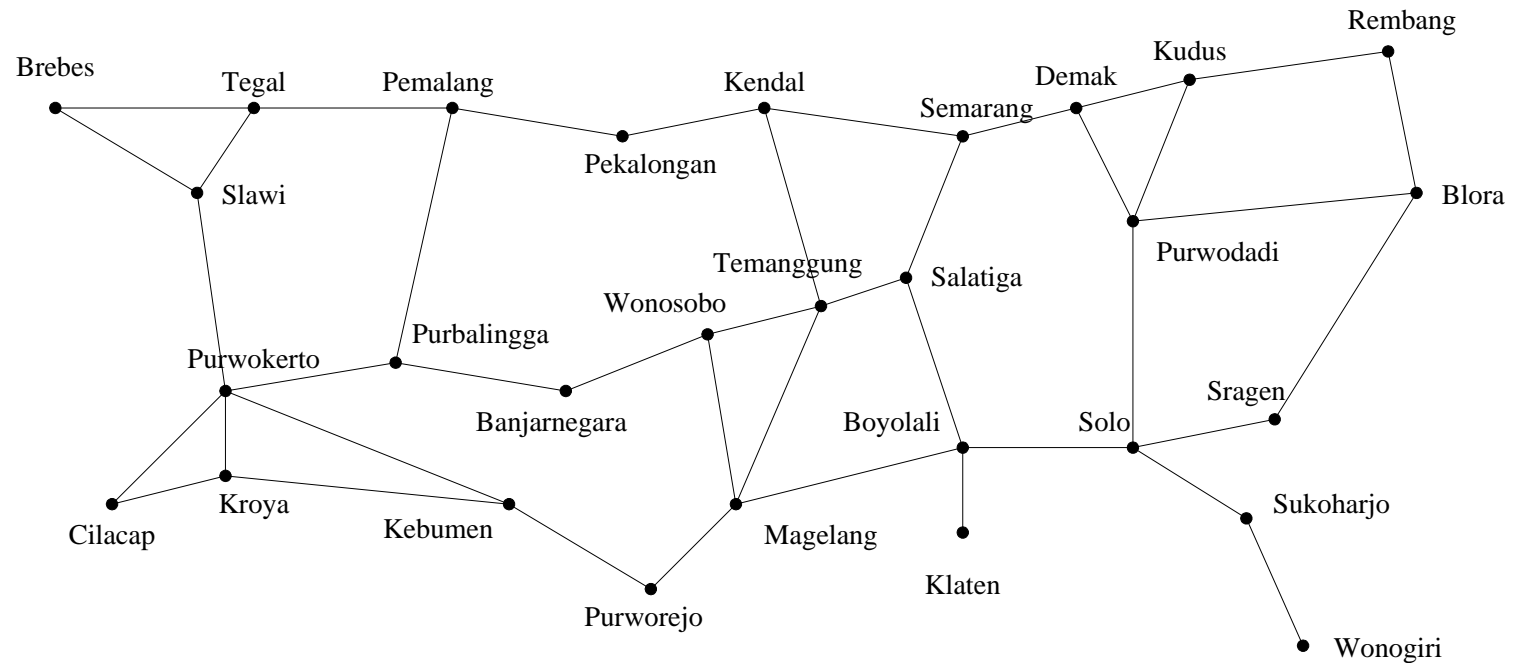 Rembang
Kudus
Brebes
Demak
Tegal
Pemalang
Kendal
Semarang
Pekalongan
Slawi
Blora
Purwodadi
Temanggung
Salatiga
Wonosobo
Purbalingga
Purwokerto
Sragen
Banjarnegara
Boyolali
Solo
Kroya
Sukoharjo
Cilacap
Kebumen
Magelang
Klaten
Purworejo
Wonogiri